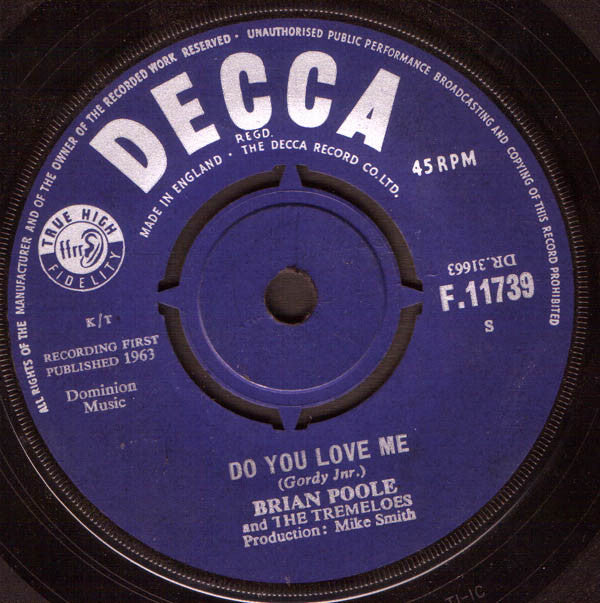 ALL RIGHTS OF THE MANUFACTURER AND OF THE OWNER OF THE RECORDED WORK RESERVED · UNAUTHORISED PUBLIC PERFORMANCE BROADCASTING AND COPYING OF THIS RECORD PROHIBITED
DECCA
REGD.
MADE IN ENGLAND · THE DECCA RECORD CO. LTD.
45 RPM
TRUE HIGH
ffrr
FIDELITY
DR.31663
F.11739
S
K/T
RECORDING FIRST
PUBLISHED 1963
Dominion
Music
DO YOU LOVE ME
(Gordy Jnr.)
BRIAN POOLE
and THE TREMELOES
Production: Mike Smith
T1-1C